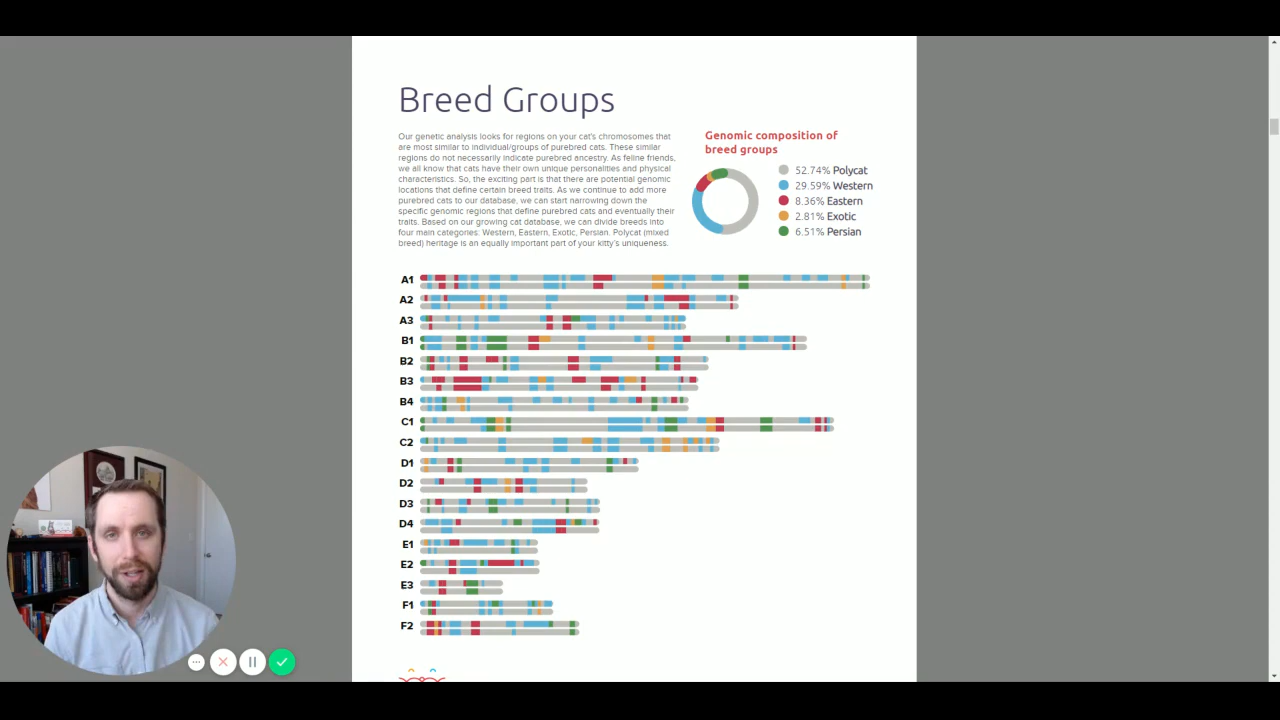 Breed Groups
Our genetic analysis looks for regions on your cat's chromosomes that
are most similar to individual/groups of purebred cats. These similar
regions do not necessarily indicate purebred ancestry. As feline friends,
we all know that cats have their own unique personalities and physical
characteristics. So, the exciting part is that there are potential genomic
locations that define certain breed traits. As we continue to add more
purebred cats to our database, we can start narrowing down the
specific genomic regions that define purebred cats and eventually their
traits. Based on our growing cat database, we can divide breeds into
four main categories: Western, Eastern, Exotic, Persian. Polycat (mixed
breed) heritage is an equally important part of your kitty's uniqueness.
Genomic composition of
breed groups
52.74% Polycat
29.59% Western
8.36% Eastern
2.81% Exotic
6.51% Persian
A1
A2
A3
B1
B2
B3
B4
C1
C2
D1
D2
D3
D4
E1
E2
E3
F1
F2